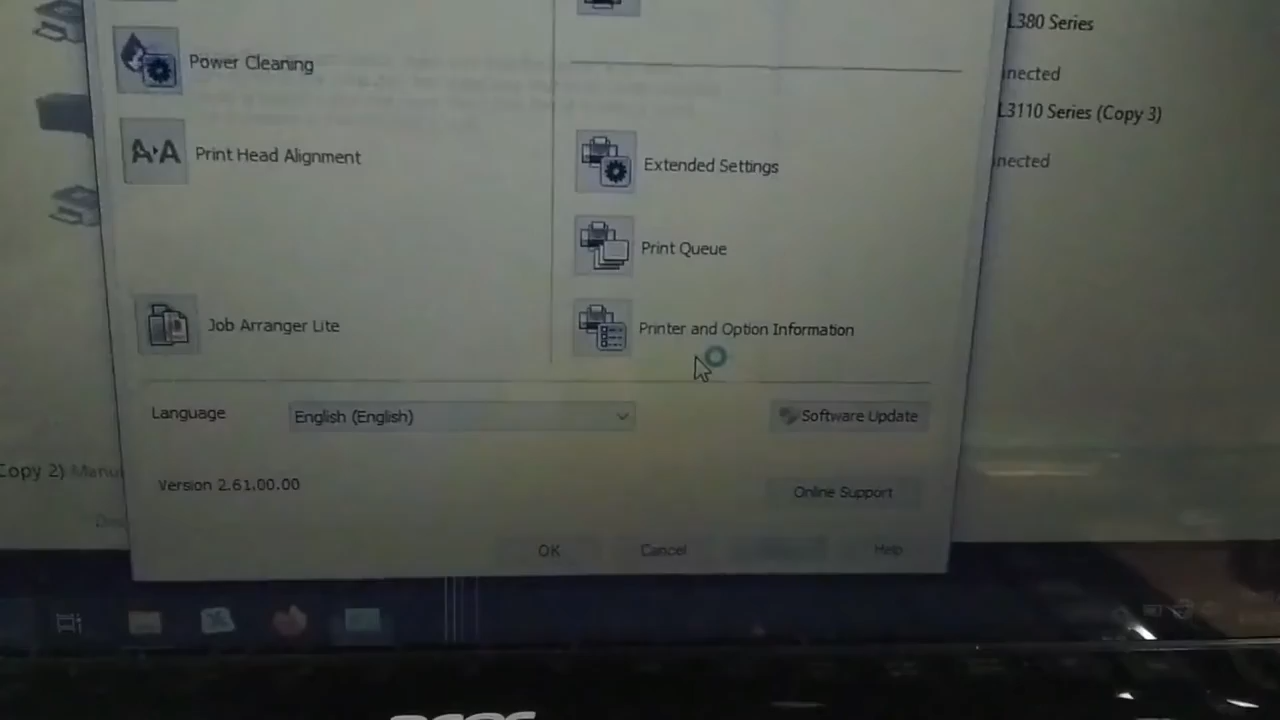 L380 Series
Power Cleaning
nected
L3110 Series (Copy 3)
Print Head Alignment
nected
Extended Settings
Print Queue
Job Arranger Lite
Printer and Option Information
Language
English (English)
Software Update
Copy 2)
Version 2.61.00.00
Online Support
OK
Cancel
Help
acer